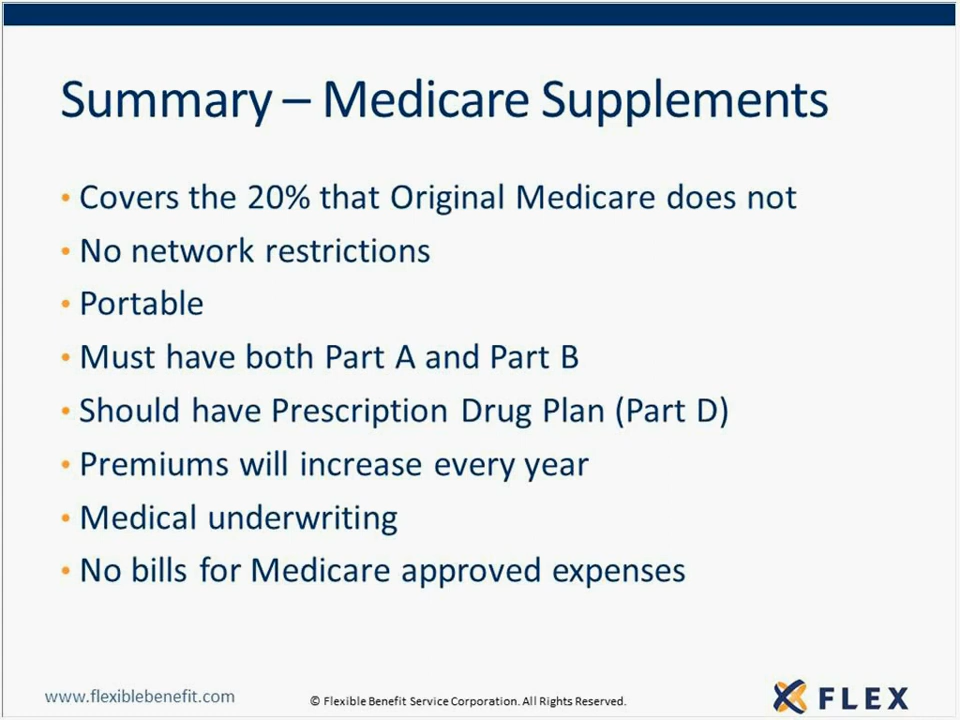 Summary – Medicare Supplements
• Covers the 20% that Original Medicare does not
• No network restrictions
• Portable
• Must have both Part A and Part B
• Should have Prescription Drug Plan (Part D)
• Premiums will increase every year
• Medical underwriting
• No bills for Medicare approved expenses
www.flexiblebenefit.com
© Flexible Benefit Service Corporation. All Rights Reserved.
FLEX